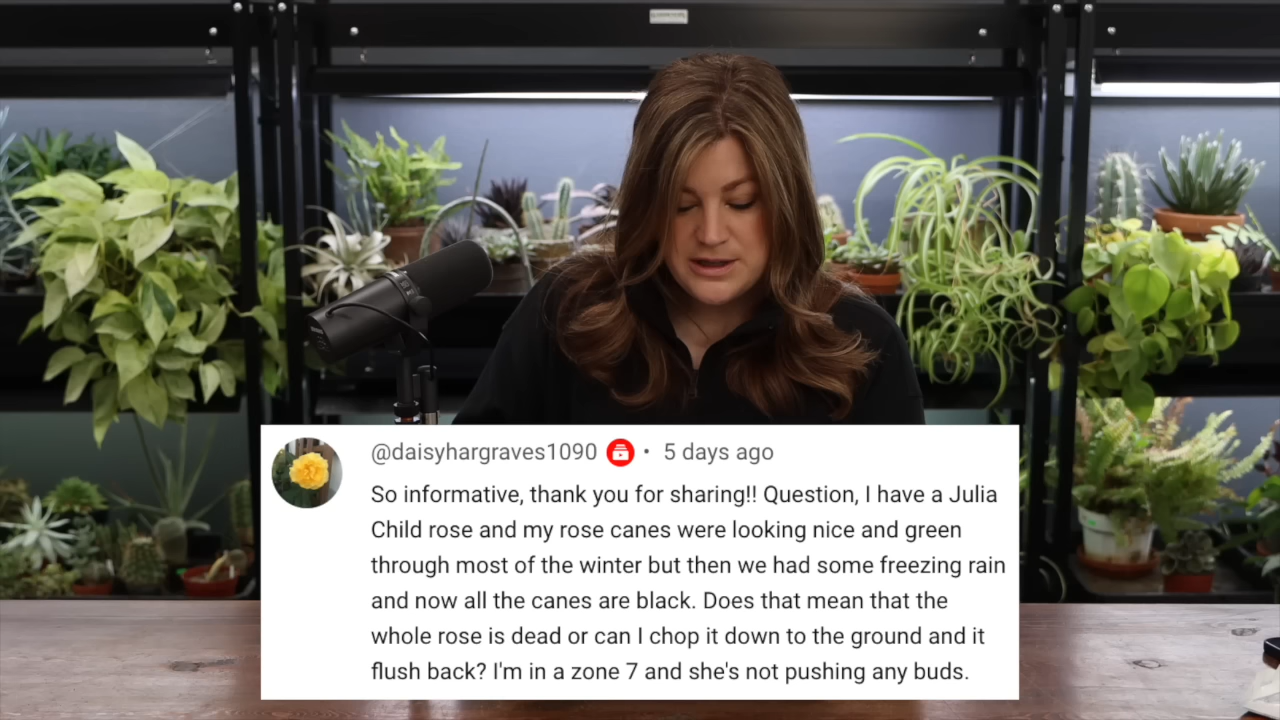 @daisyhargraves1090 • 5 days ago
So informative, thank you for sharing!! Question, I have a Julia
Child rose and my rose canes were looking nice and green
through most of the winter but then we had some freezing rain
and now all the canes are black. Does that mean that the
whole rose is dead or can I chop it down to the ground and it
flush back? I'm in a zone 7 and she's not pushing any buds.